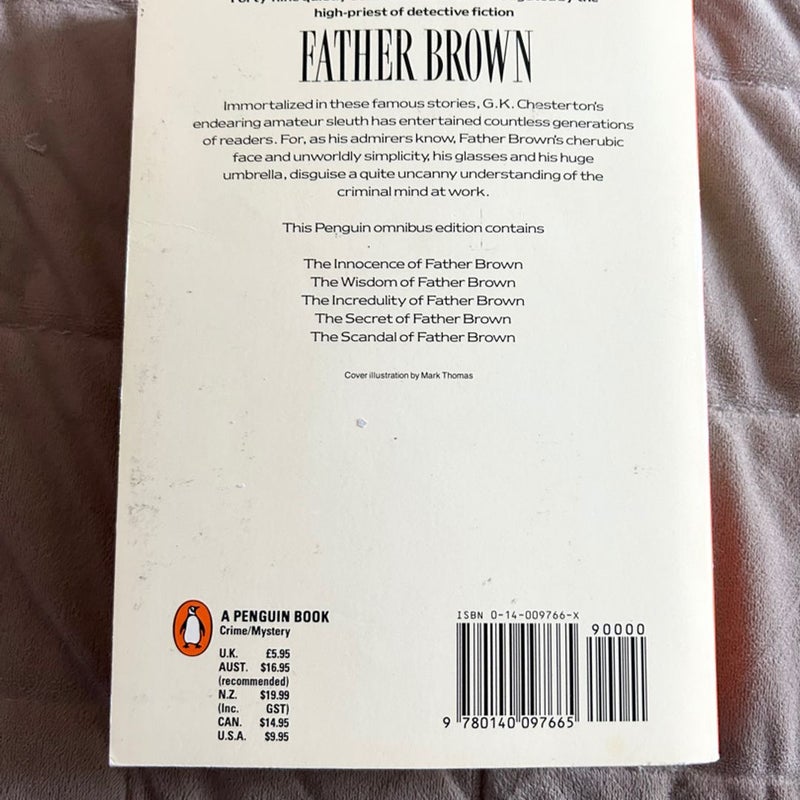 high-priest of detective fiction
FATHER BROWN
Immortalized in these famous stories, G.K. Chesterton's
endearing amateur sleuth has entertained countless generations
of readers. For, as his admirers know, Father Brown's cherubic
face and unworldly simplicity, his glasses and his huge
umbrella, disguise a quite uncanny understanding of the
criminal mind at work.
This Penguin omnibus edition contains
The Innocence of Father Brown
The Wisdom of Father Brown
The Incredulity of Father Brown
The Secret of Father Brown
The Scandal of Father Brown
Cover illustration by Mark Thomas
A PENGUIN BOOK
Crime/Mystery
U.K. £5.95
AUST. $16.95
(recommended)
N.Z. $19.99
(Inc. GST)
CAN. $14.95
U.S.A. $9.95
ISBN 0-14-009766-X
90000
9 780140 097665